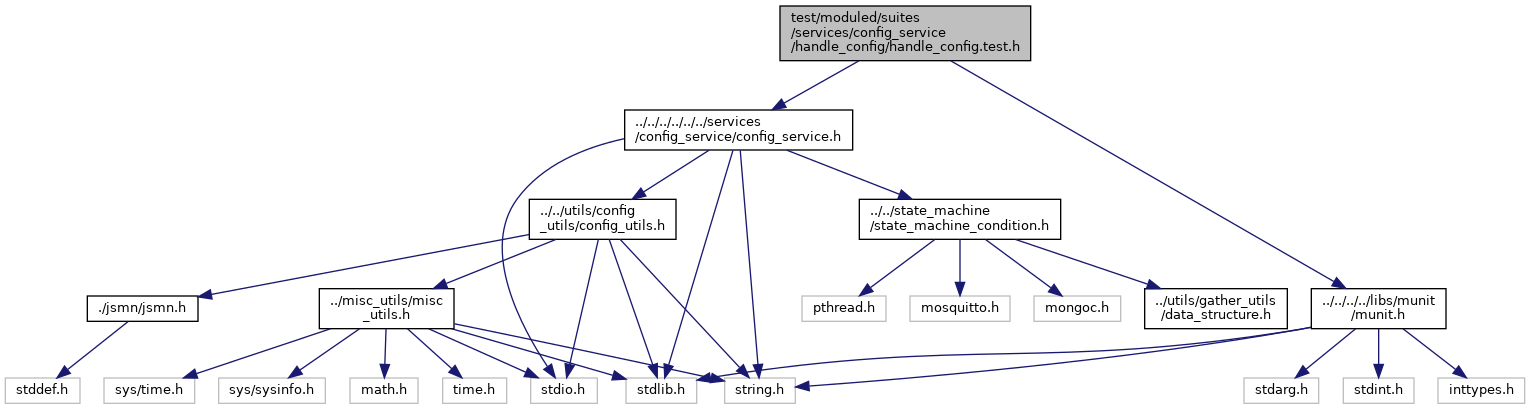 test/moduled/suites
/services/config_service
/handle_config/handle_config.test.h
../../../../../../services
/config_service/config_service.h
../../utils/config
_utils/config_utils.h
../../state_machine
/state_machine_condition.h
./jsmn/jsmn.h
../misc_utils/misc
_utils.h
pthread.h
mosquitto.h
mongoc.h
../utils/gather_utils
/data_structure.h
../../../../libs/munit
/munit.h
stddef.h
sys/time.h
sys/sysinfo.h
math.h
time.h
stdio.h
stdlib.h
string.h
stdarg.h
stdint.h
inttypes.h